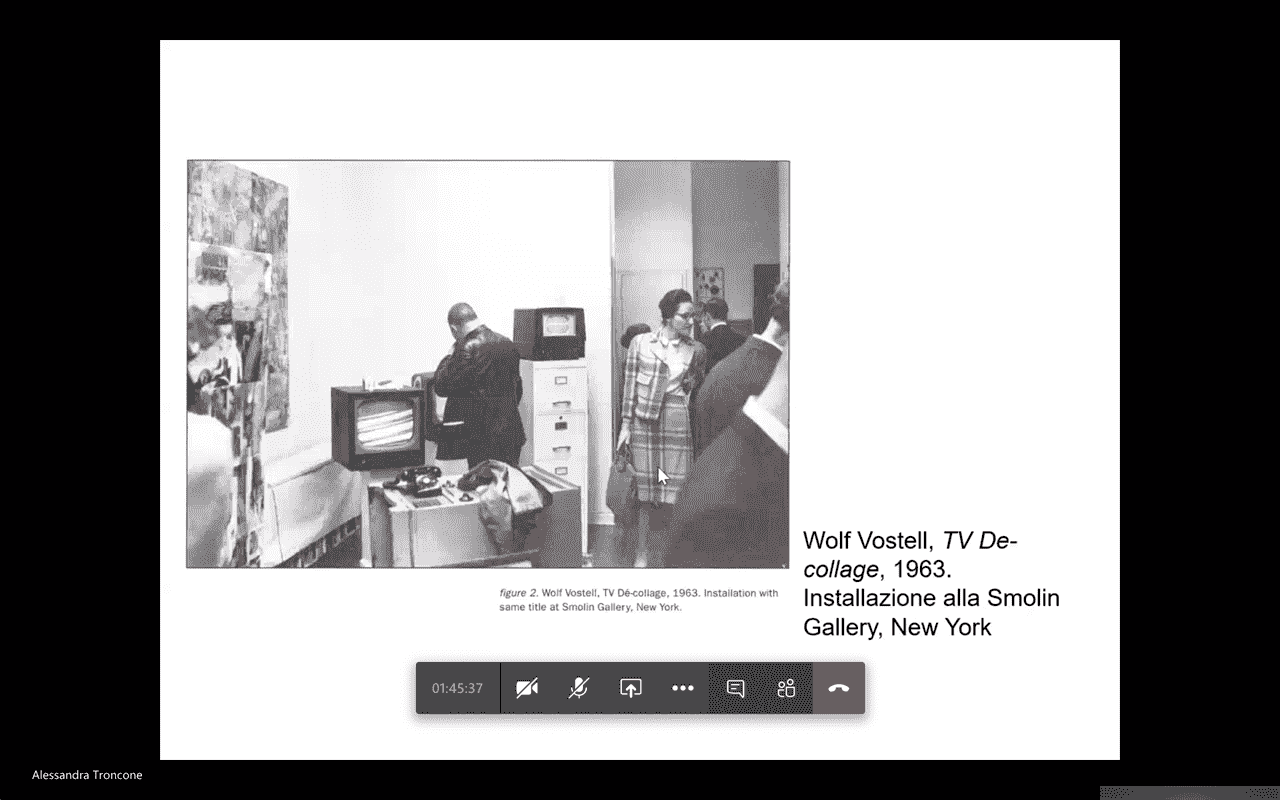 figure 2. Wolf Vostell, TV Dé-collage, 1963. Installation with
same title at Smolin Gallery, New York.
Wolf Vostell, TV De-
collage, 1963.
Installazione alla Smolin
Gallery, New York
01:45:37
Alessandra Troncone